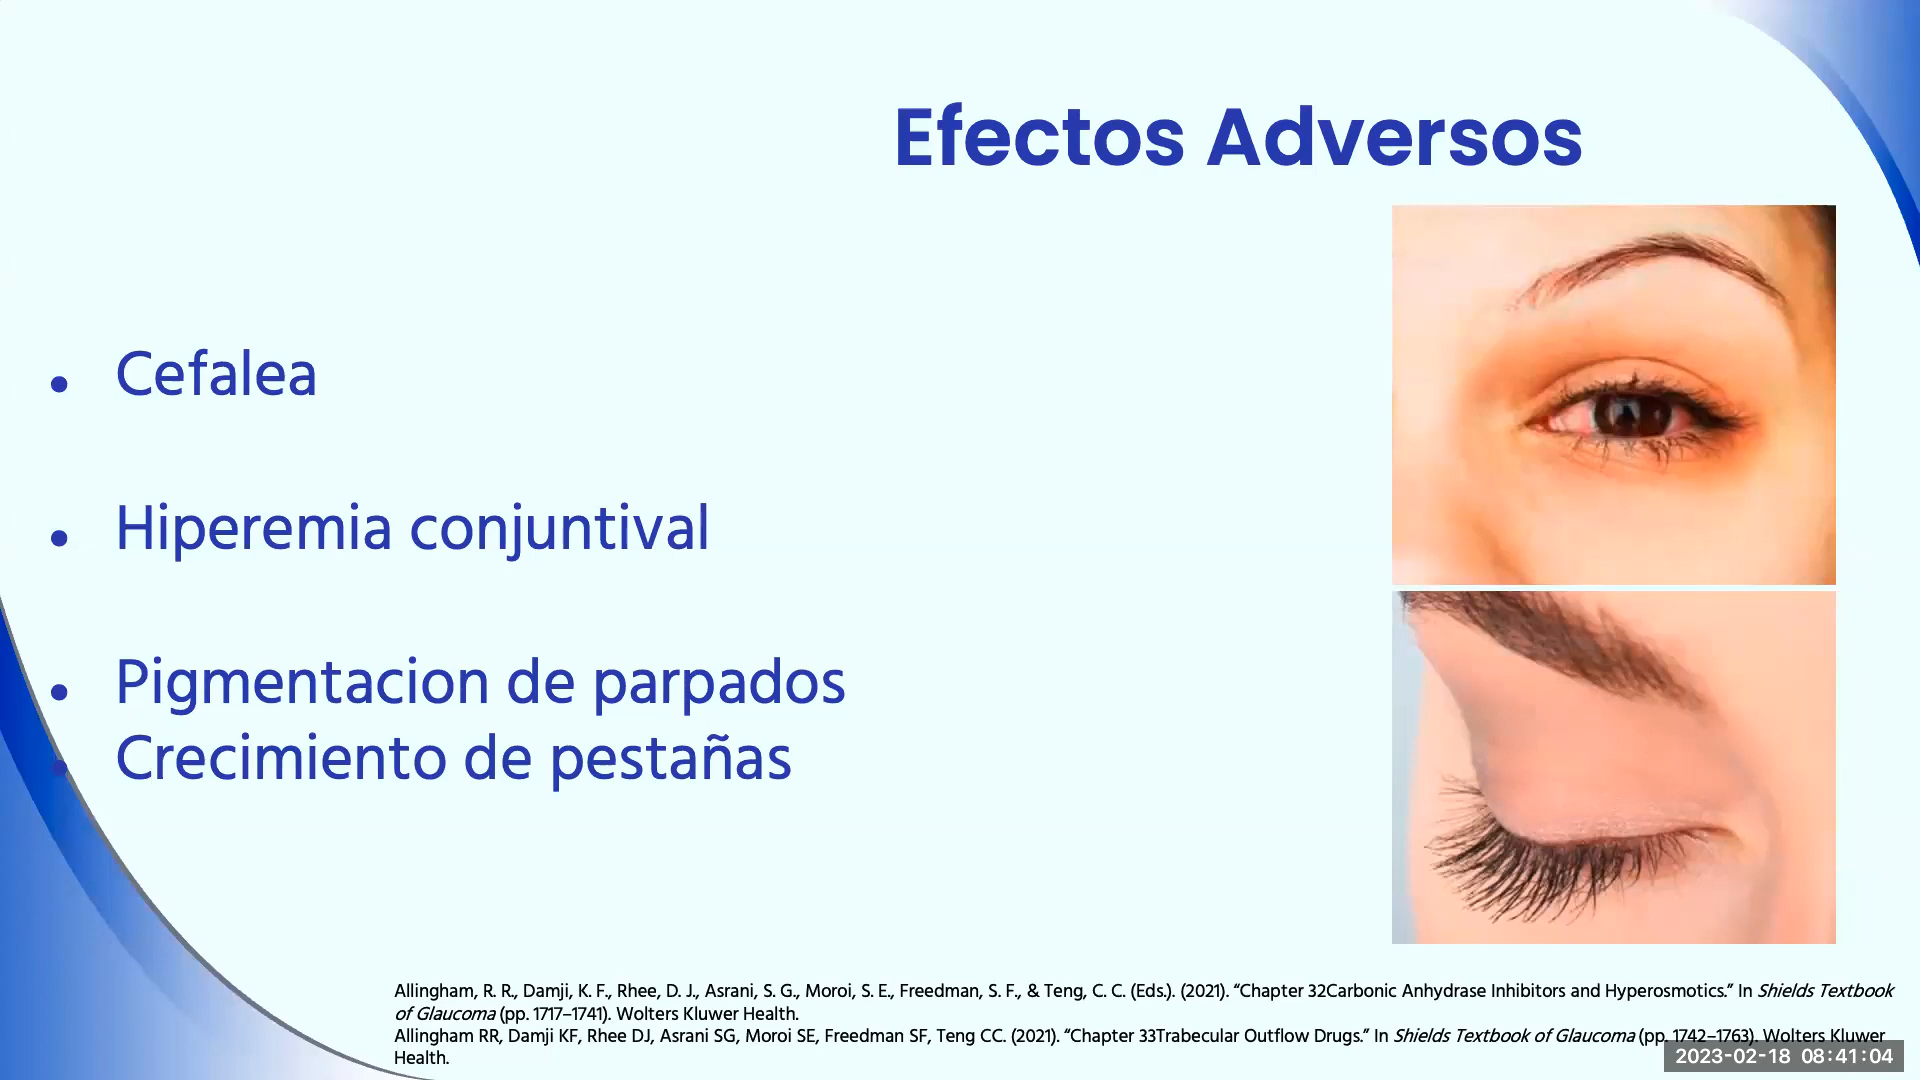 Efectos Adversos
Cefalea
Hiperemia conjuntival
Pigmentacion de parpados
Crecimiento de pestañas
Allingham, R. R., Damji, K. F., Rhee, D. J., Asrani, S. G., Moroi, S. E., Freedman, S. F., & Teng, C. C. (Eds.). (2021). “Chapter 32Carbonic Anhydrase Inhibitors and Hyperosmotics.” In Shields Textbook
of Glaucoma (pp. 1717–1741). Wolters Kluwer Health.
Allingham RR, Damji KF, Rhee DJ, Asrani SG, Moroi SE, Freedman SF, Teng CC. (2021). “Chapter 33Trabecular Outflow Drugs.” In Shields Textbook of Glaucoma (pp. 1742–1763). Wolters Kluwer
Health.
2023-02-18 08:41:04